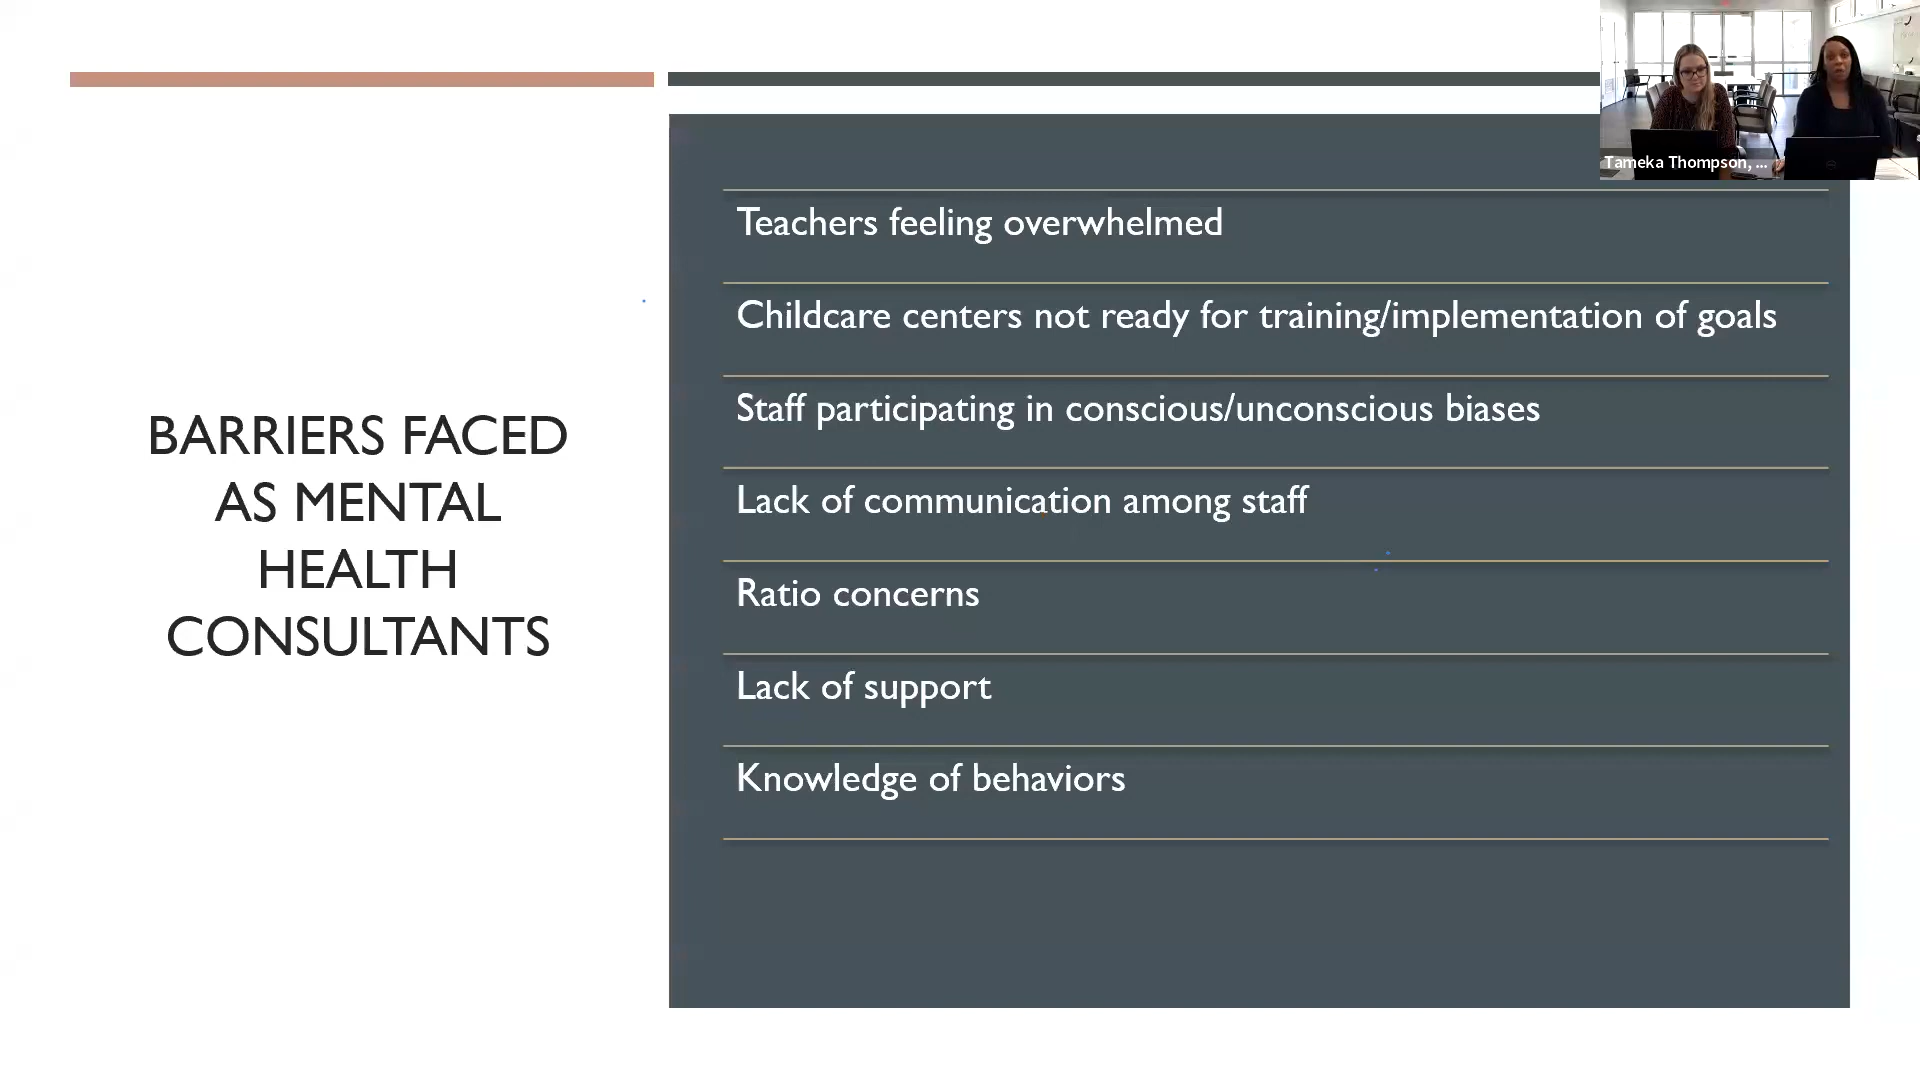 BARRIERS FACED
AS MENTAL
HEALTH
CONSULTANTS
Teachers feeling overwhelmed
Childcare centers not ready for training/implementation of goals
Staff participating in conscious/unconscious biases
Lack of communication among staff
Ratio concerns
Lack of support
Knowledge of behaviors
Tameka Thompson, ...